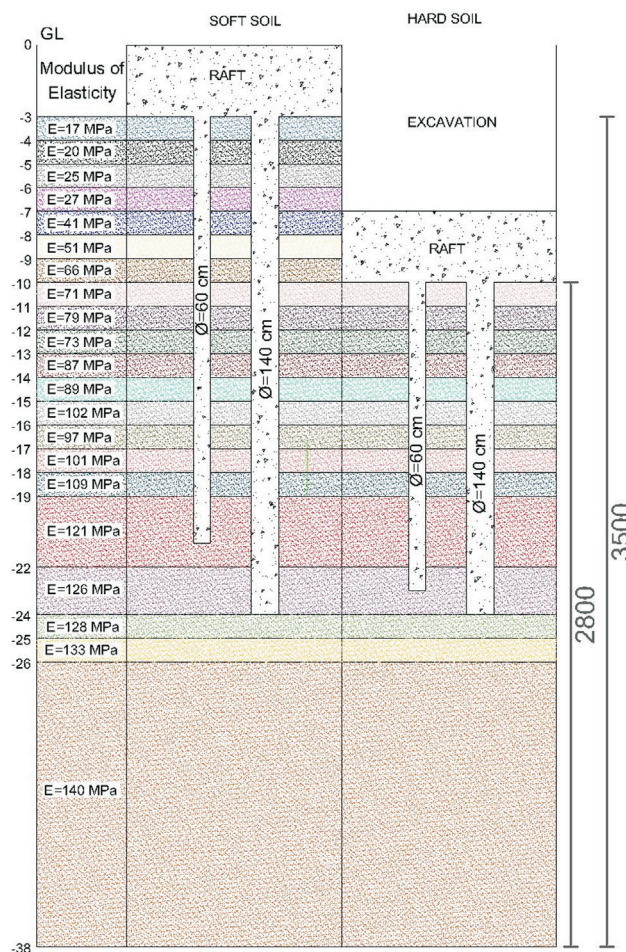 SOFT SOIL
HARD SOIL
GL
0
Modulus of
Elasticity
RAFT
EXCAVATION
-3
E=17 MPa
-4
E=20 MPa
-5
E=25 MPa
-6
E=27 MPa
-7
E=41 MPa
-8
E=51 MPa
-9
E=66 MPa
RAFT
-10
E=71 MPa
-11
E=79 MPa
-12
E=73 MPa
-13
E=87 MPa
-14
E=89 MPa
-15
E=102 MPa
-16
E=97 MPa
-17
E=101 MPa
-18
E=109 MPa
-19
E=121 MPa
-22
E=126 MPa
-24
E=128 MPa
-25
E=133 MPa
-26
E=140 MPa
-38
Ø=60 cm
Ø=140 cm
Ø=60 cm
Ø=140 cm
2800
3500